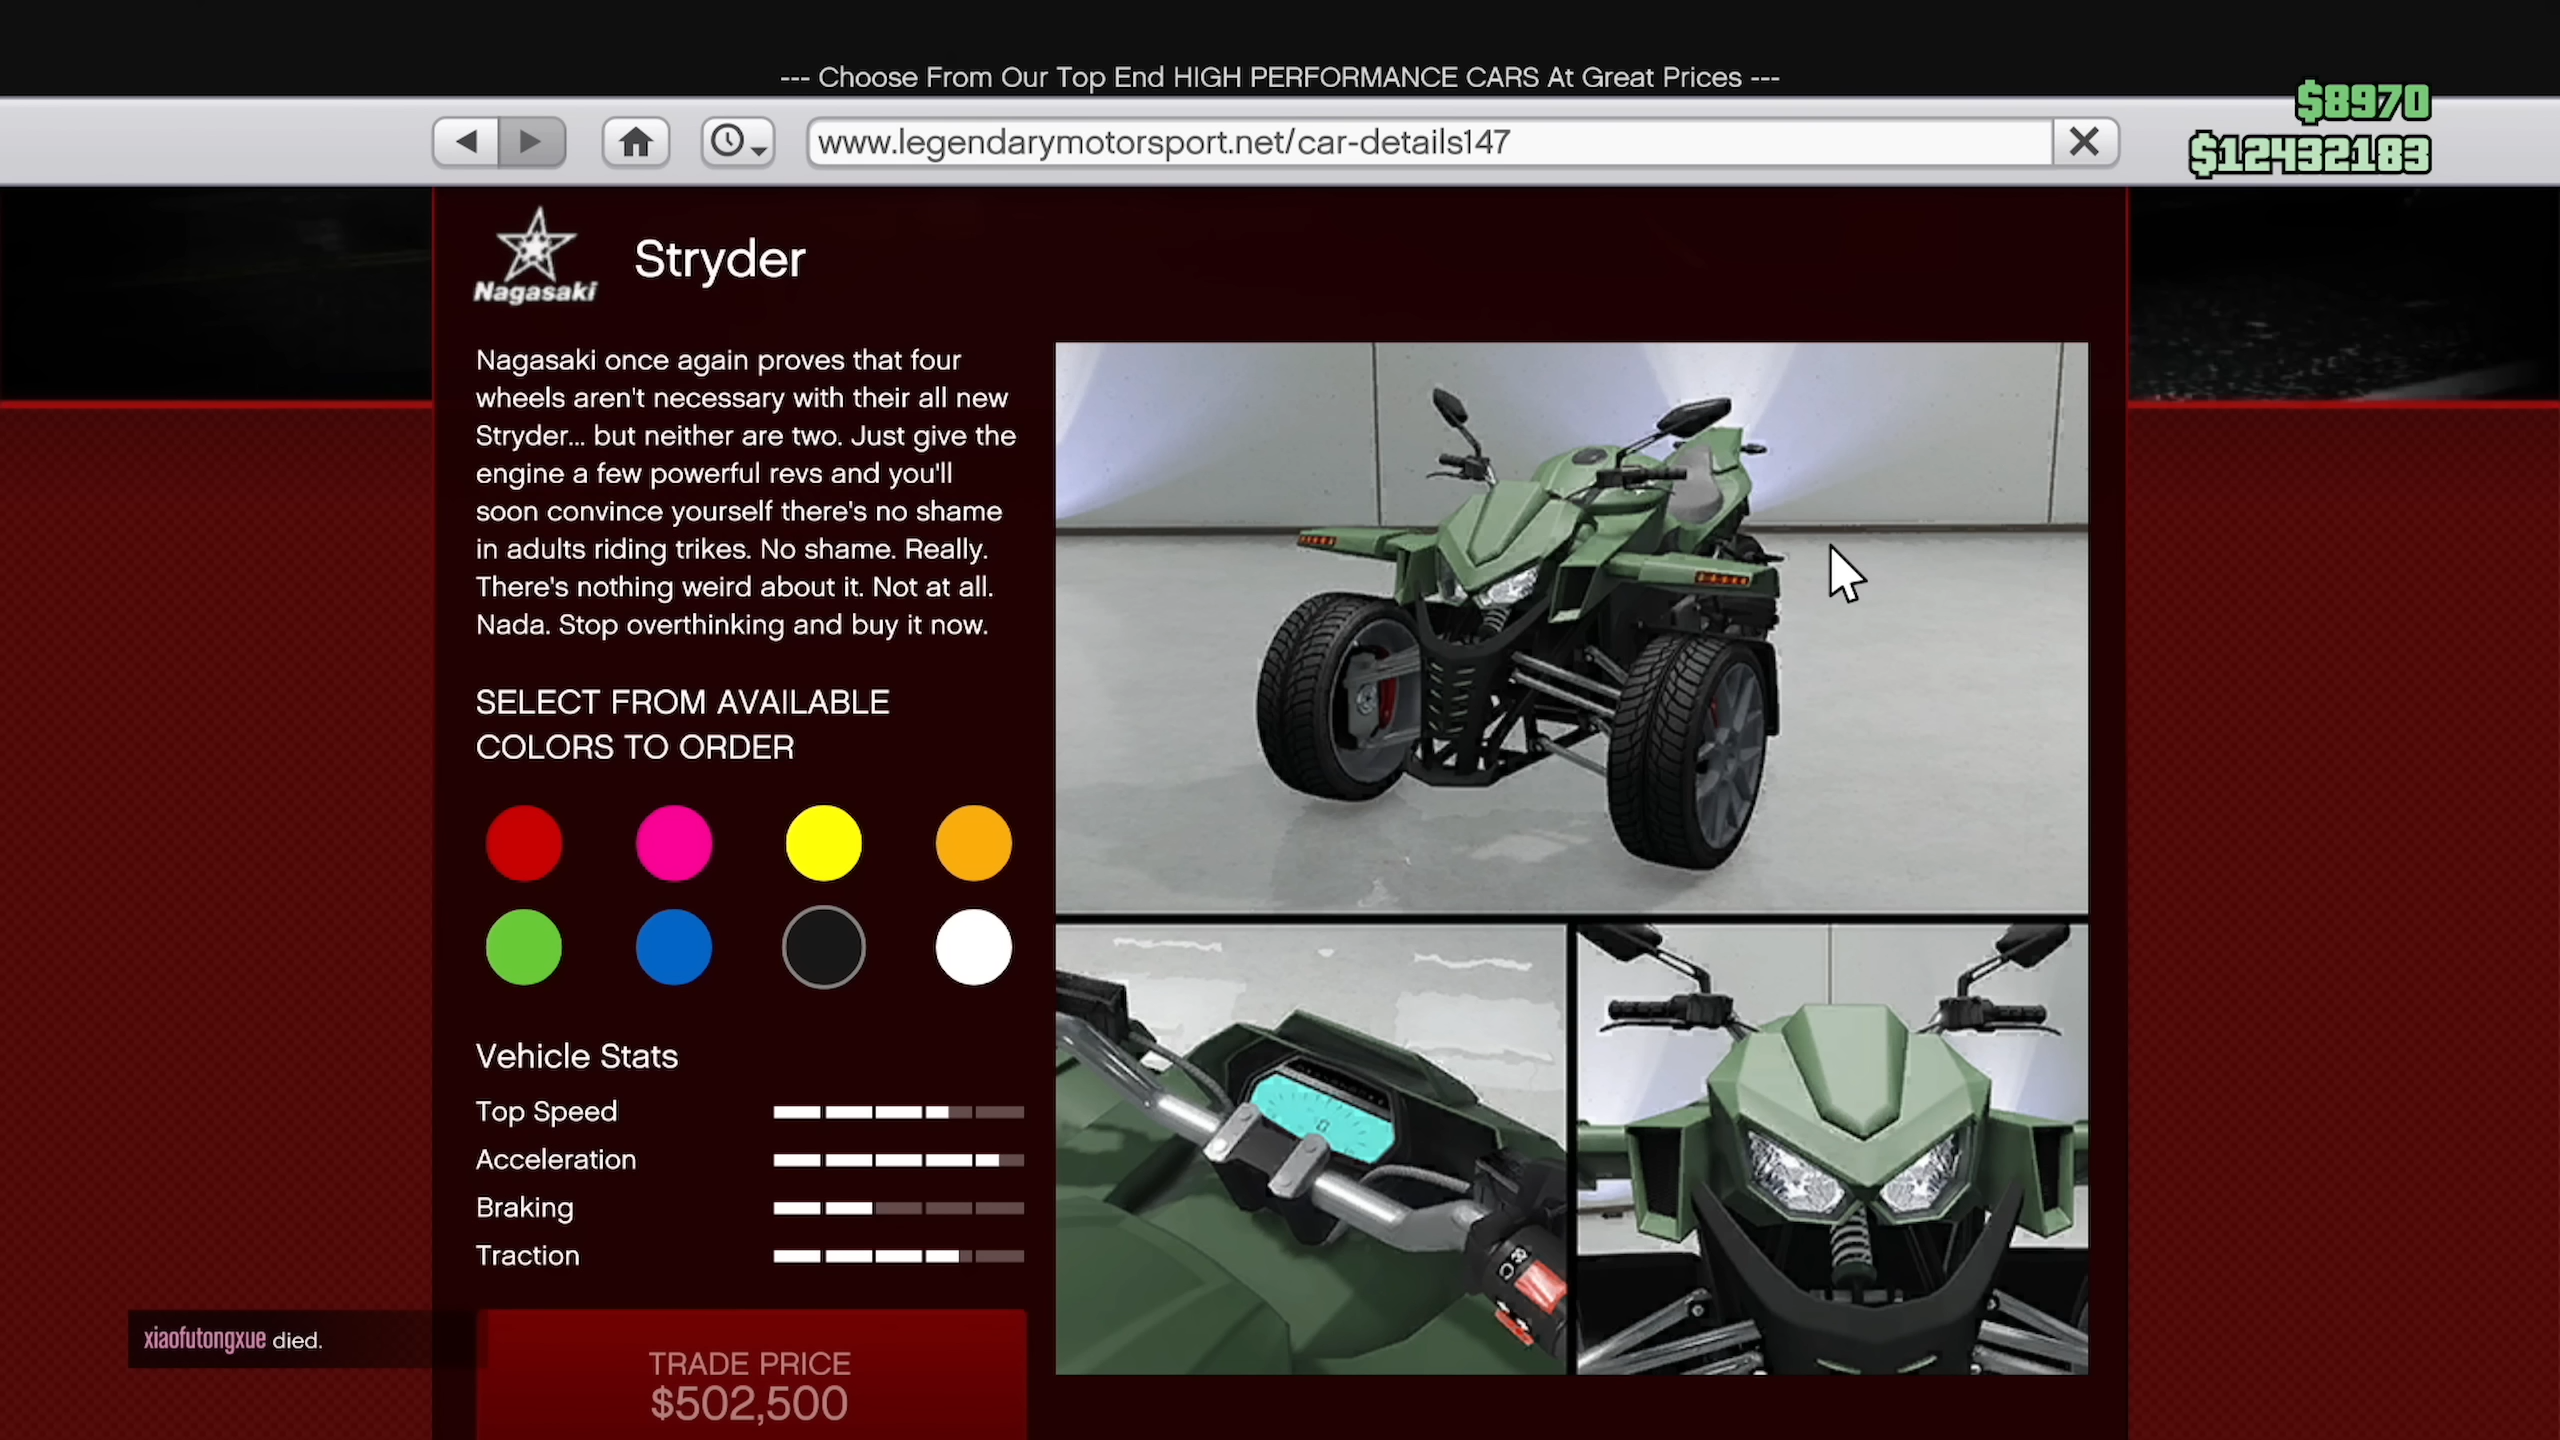 --- Choose From Our Top End HIGH PERFORMANCE CARS At Great Prices ---
$8970
www.legendarymotorsport.net/car-details147
$12432183
Nagasaki
Stryder
Nagasaki once again proves that four
wheels aren't necessary with their all new
Stryder... but neither are two. Just give the
engine a few powerful revs and you'll
soon convince yourself there's no shame
in adults riding trikes. No shame. Really.
There's nothing weird about it. Not at all.
Nada. Stop overthinking and buy it now.
SELECT FROM AVAILABLE
COLORS TO ORDER
Vehicle Stats
Top Speed
Acceleration
Braking
Traction
xiaofutongxue died.
TRADE PRICE
$502,500